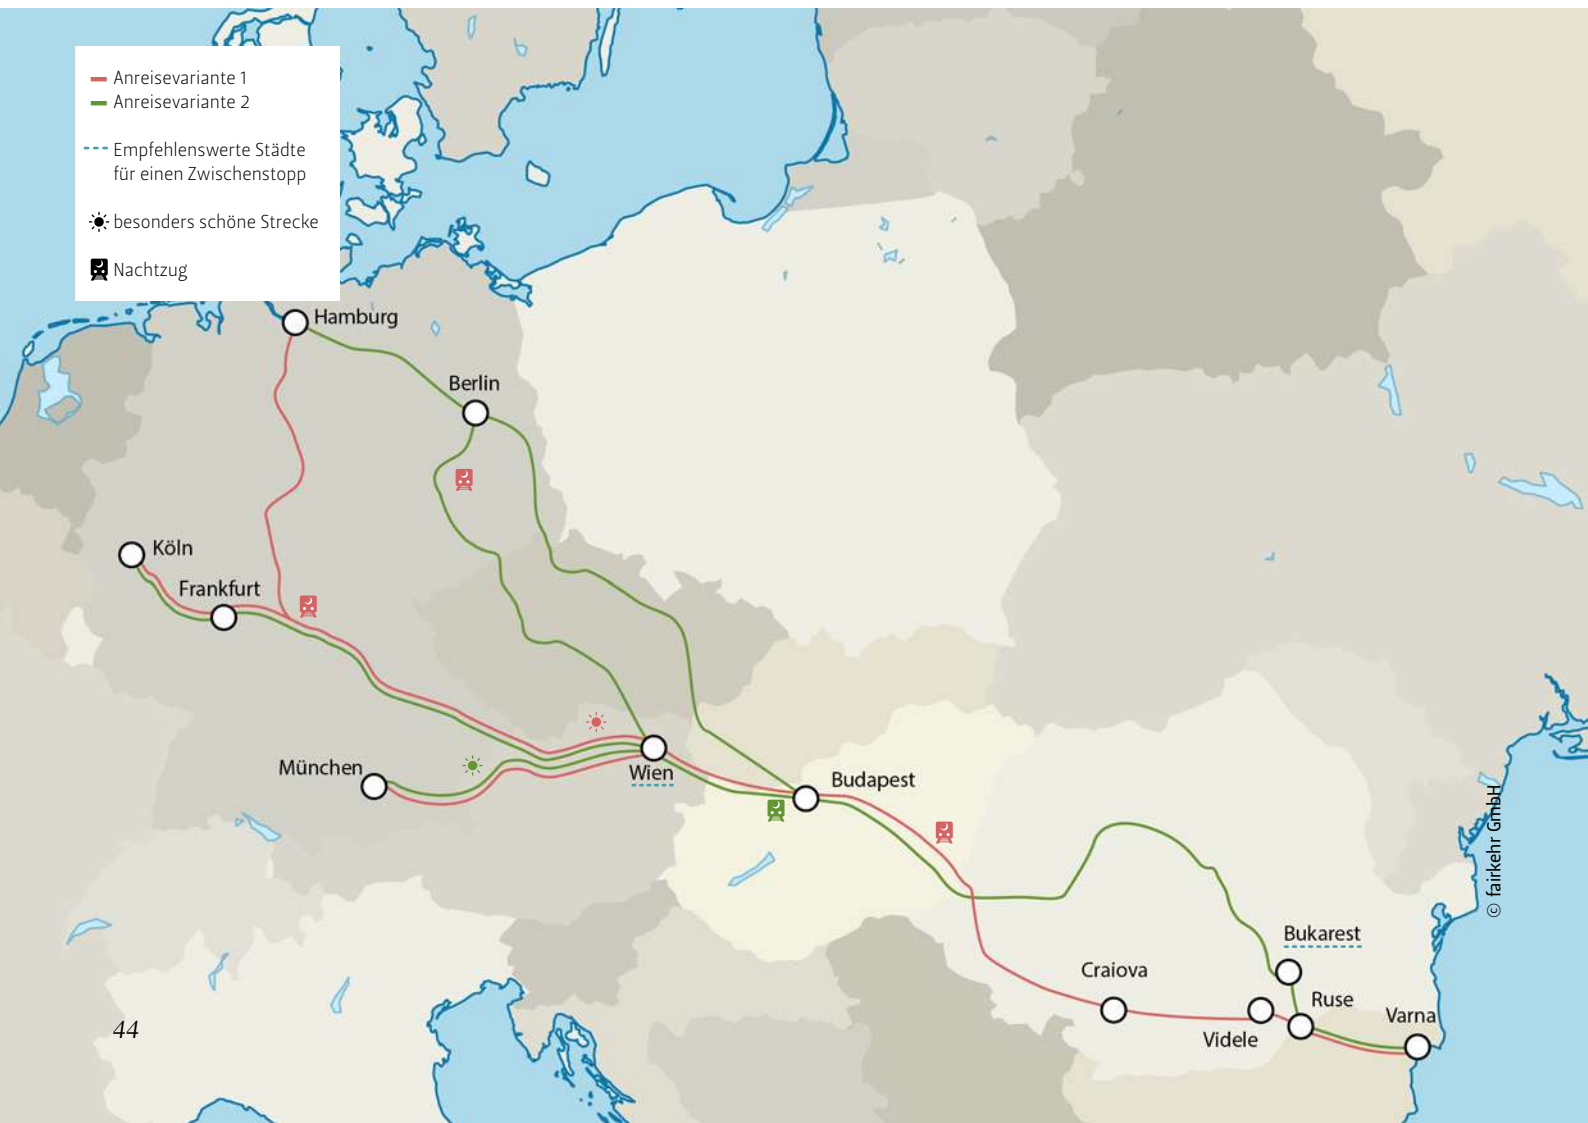 Anreisevariante 1
Anreisevariante 2
Empfehlenswerte Städte
für einen Zwischenstopp
besonders schöne Strecke
Nachtzug
Hamburg
Berlin
Köln
Frankfurt
München
Wien
Budapest
Bukarest
Craiova
Ruse
Videle
Varna
© fairkehr GmbH
44